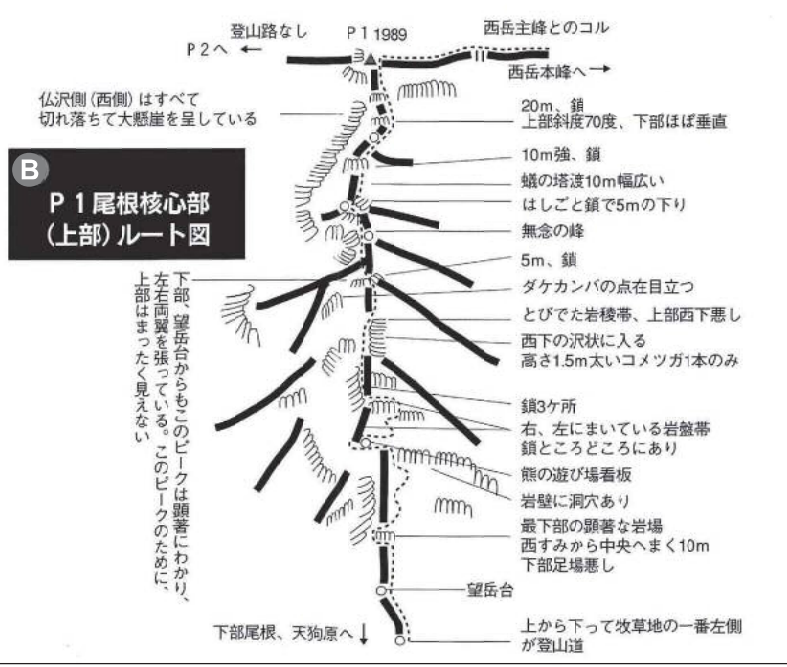 登山路なし
P2へ ←
P1 1989
西岳主峰とのコル
西岳本峰へ→
仏沢側(西側)はすべて
切れ落ちて大懸崖を呈している
B
P1尾根核心部
(上部)ルート図
20m、鎖
上部斜度70度、下部ほぼ垂直
10m強、鎖
蟻の塔渡10m幅広い
はしごと鎖で5mの下り
無念の峰
5m、鎖
ダケカンバの点在目立つ
とびでた岩稜帯、上部西下悪し
西下の沢状に入る
高さ1.5m太いコメツガ1本のみ
鎖3ケ所
右、左にまいている岩盤帯
鎖ところどころにあり
熊の遊び場看板
岩壁に洞穴あり
最下部の顕著な岩場
西すみから中央へまく10m
下部足場悪し
望岳台
上から下って牧草地の一番左側
が登山道
下部尾根、天狗原へ↓
下部、望岳台からもこのピークは顕著にわかり、
左右両翼を張っている。このピークのために、
上部はまったく見えない